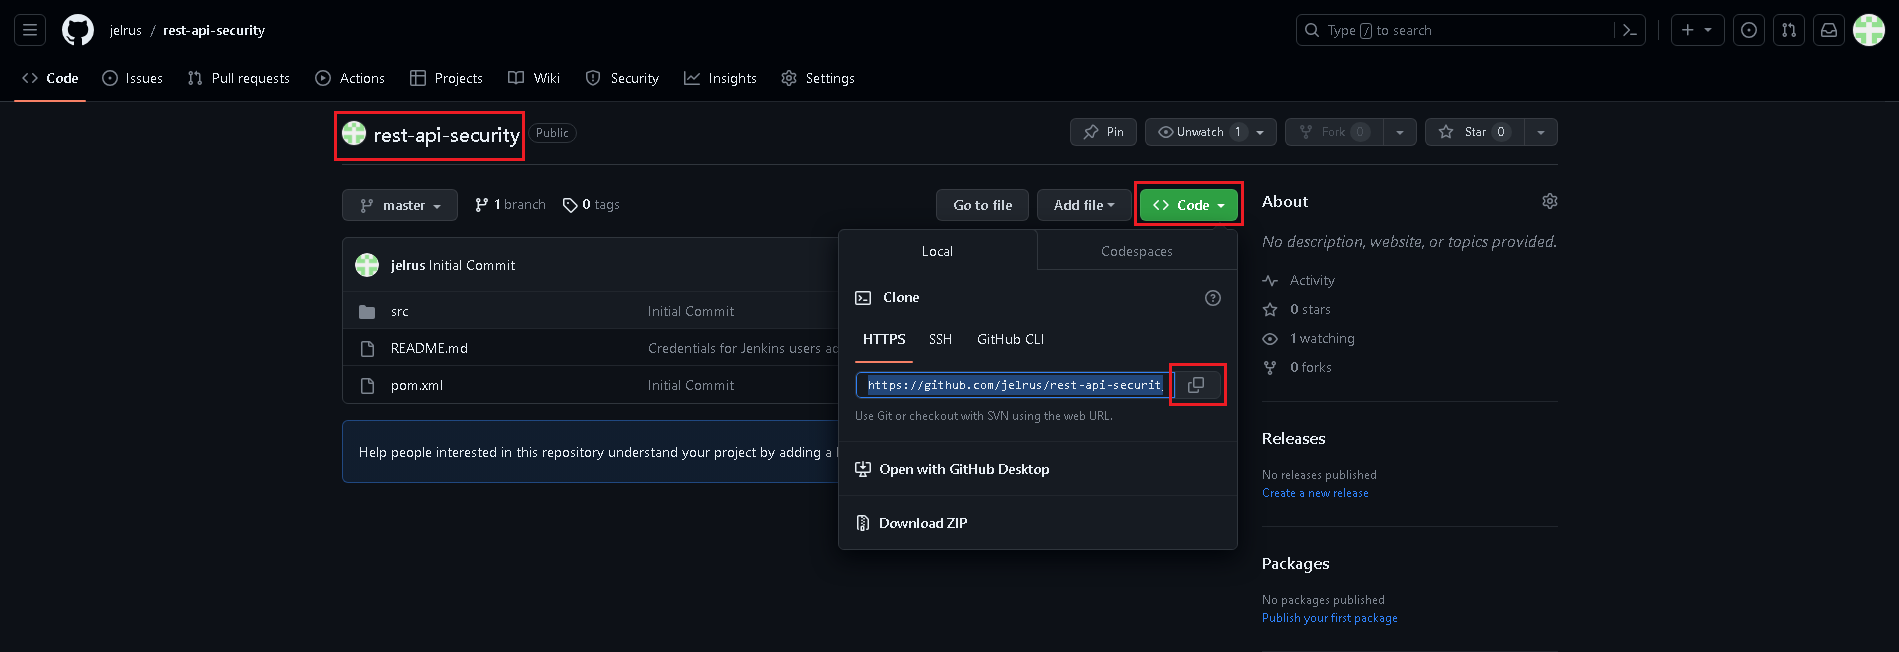 jelrus / rest-api-security
Type / to search
Code Issues Pull requests Actions Projects Wiki Security Insights Settings
rest-api-security Public
Pin Unwatch 1 Fork 0 Star 0
master 1 branch 0 tags Go to file Add file Code
jelrus Initial Commit
src Initial Commit
README.md Credentials for Jenkins users
pom.xml Initial Commit
Help people interested in this repository understand your project by adding a
Local Codespaces
Clone
HTTPS SSH GitHub CLI
https://github.com/jelrus/rest-api-securit
Use Git or checkout with SVN using the web URL.
Open with GitHub Desktop
Download ZIP
About
No description, website, or topics provided.
Activity
0 stars
1 watching
0 forks
Releases
No releases published
Create a new release
Packages
No packages published
Publish your first package